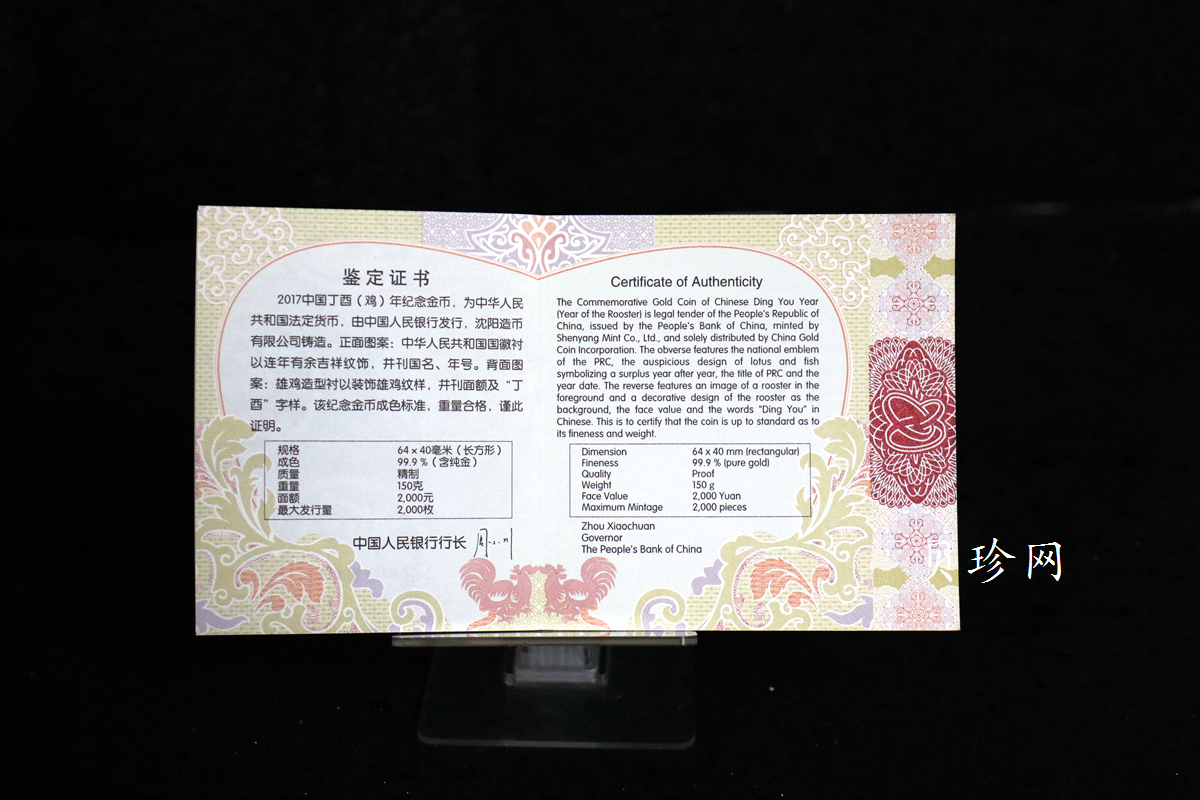 鉴定证书
2017中国丁酉（鸡）年纪念金币，为中华人民
共和国法定货币，由中国人民银行发行，沈阳造币
有限公司铸造。正面图案：中华人民共和国国徽衬
以连年有余吉祥纹饰，并刊国名、年号。背面图
案：雄鸡造型衬以装饰雄鸡纹样，并刊面额及“丁
酉”字样。该纪念金币成色标准，重量合格，谨此
证明。
规格 64×40毫米（长方形）
成色 99.9%（含纯金）
质量 精制
重量 150克
面额 2,000元
最大发行量 2,000枚
中国人民银行行长
Certificate of Authenticity
The Commemorative Gold Coin of Chinese Ding You Year
(Year of the Rooster) is legal tender of the People's Republic of
China, issued by the People's Bank of China, minted by
Shenyang Mint Co., Ltd., and solely distributed by China Gold
Coin Incorporation. The obverse features the national emblem
of the PRC, the auspicious design of lotus and fish
symbolizing a surplus year after year, the title of PRC and the
year date. The reverse features an image of a rooster in the
foreground and a decorative design of the rooster as the
background, the face value and the words "Ding You" in
Chinese. This is to certify that the coin is up to standard as to
its fineness and weight.
Dimension 64 x 40 mm (rectangular)
Fineness 99.9 % (pure gold)
Quality Proof
Weight 150 g
Face Value 2,000 Yuan
Maximum Mintage 2,000 pieces
Zhou Xiaochuan
Governor
The People's Bank of China
珍网